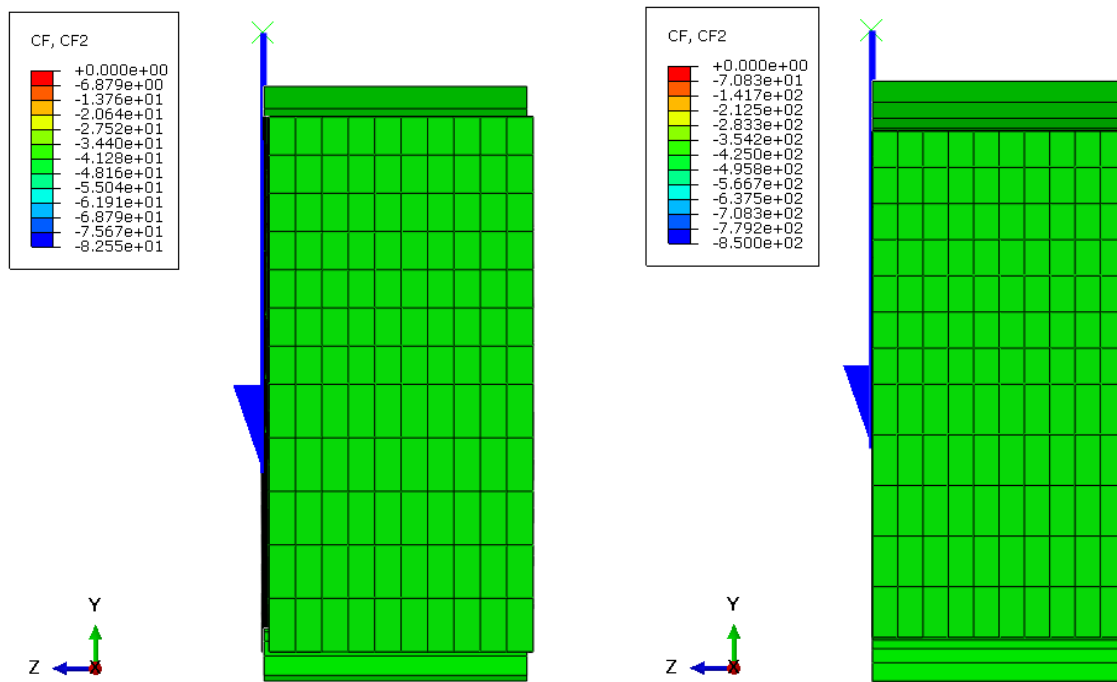 CF, CF2
+0.000e+00
-6.879e+00
-1.376e+01
-2.064e+01
-2.752e+01
-3.440e+01
-4.128e+01
-4.816e+01
-5.504e+01
-6.191e+01
-6.879e+01
-7.567e+01
-8.255e+01
Y
Z
X
CF, CF2
+0.000e+00
-7.083e+01
-1.417e+02
-2.125e+02
-2.833e+02
-3.542e+02
-4.250e+02
-4.958e+02
-5.667e+02
-6.375e+02
-7.083e+02
-7.792e+02
-8.500e+02
Y
Z
X